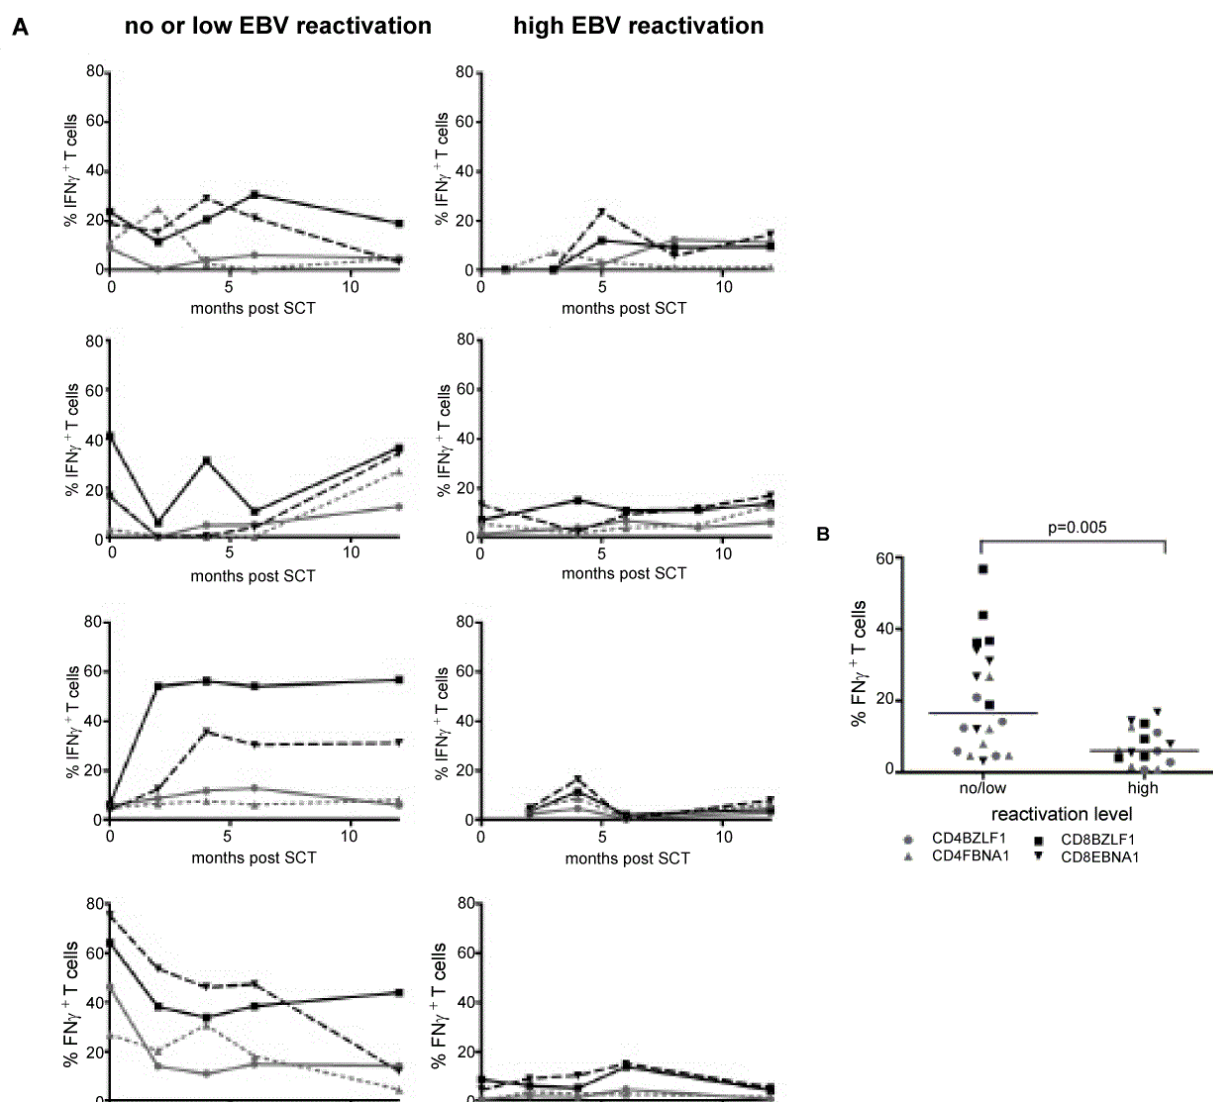 A
no or low EBV reactivation
high EBV reactivation
80
60
40
20
0
% IFNγ + T cells
0 5 10
months post SCT
80
60
40
20
0
% IFNγ + T cells
0 5 10
months post SCT
80
60
40
20
0
% IFNγ + T cells
0 5 10
months post SCT
80
60
40
20
0
% IFNγ + T cells
0 5 10
months post SCT
80
60
40
20
0
% IFNγ + T cells
0 5 10
months post SCT
80
60
40
20
0
% IFNγ + T cells
0 5 10
months post SCT
80
60
40
20
% FNγ + T cells
80
60
40
20
% FNγ + T cells
B
p=0.005
60
40
20
0
% FNγ + T cells
no/low high
reactivation level
CD4BZLF1 CD8BZLF1
CD4FBNA1 CD8EBNA1